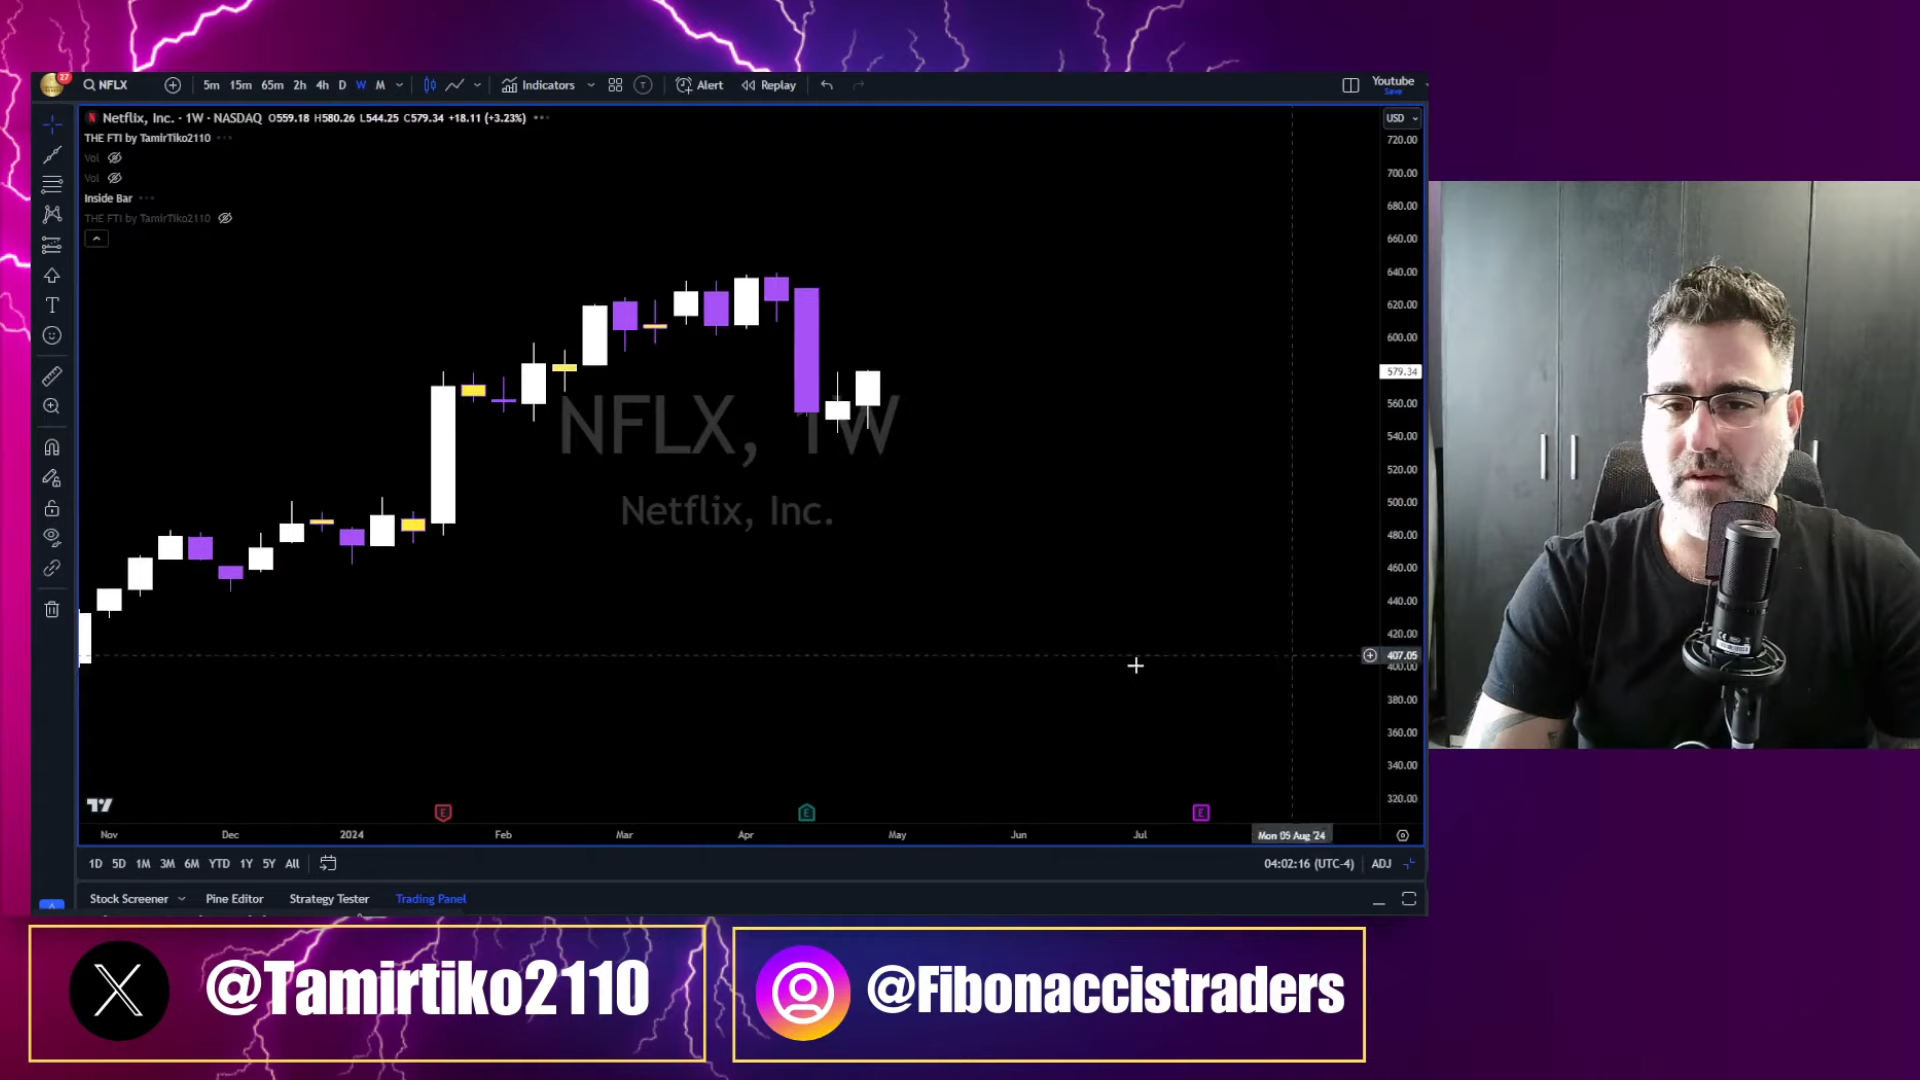 27
NFLX
5m 15m 65m 2h 4h D W M
Indicators
T
Alert
Replay
Youtube
Save
Netflix, Inc. · 1W · NASDAQ O559.18 H580.26 L544.25 C579.34 +18.11 (+3.23%)
THE FTI by TamirTiko2110
Vol
Vol
Inside Bar
THE FTI by TamirTiko2110
USD
720.00
700.00
680.00
660.00
640.00
620.00
600.00
579.34
560.00
540.00
520.00
500.00
480.00
460.00
440.00
420.00
407.05
400.00
380.00
360.00
340.00
320.00
NFLX, 1W
Netflix, Inc.
E E E
Nov Dec 2024 Feb Mar Apr May Jun Jul Mon 05 Aug '24
1D 5D 1M 3M 6M YTD 1Y 5Y All
04:02:16 (UTC-4) ADJ
Stock Screener Pine Editor Strategy Tester Trading Panel
@Tamirtiko2110
@Fibonaccistraders